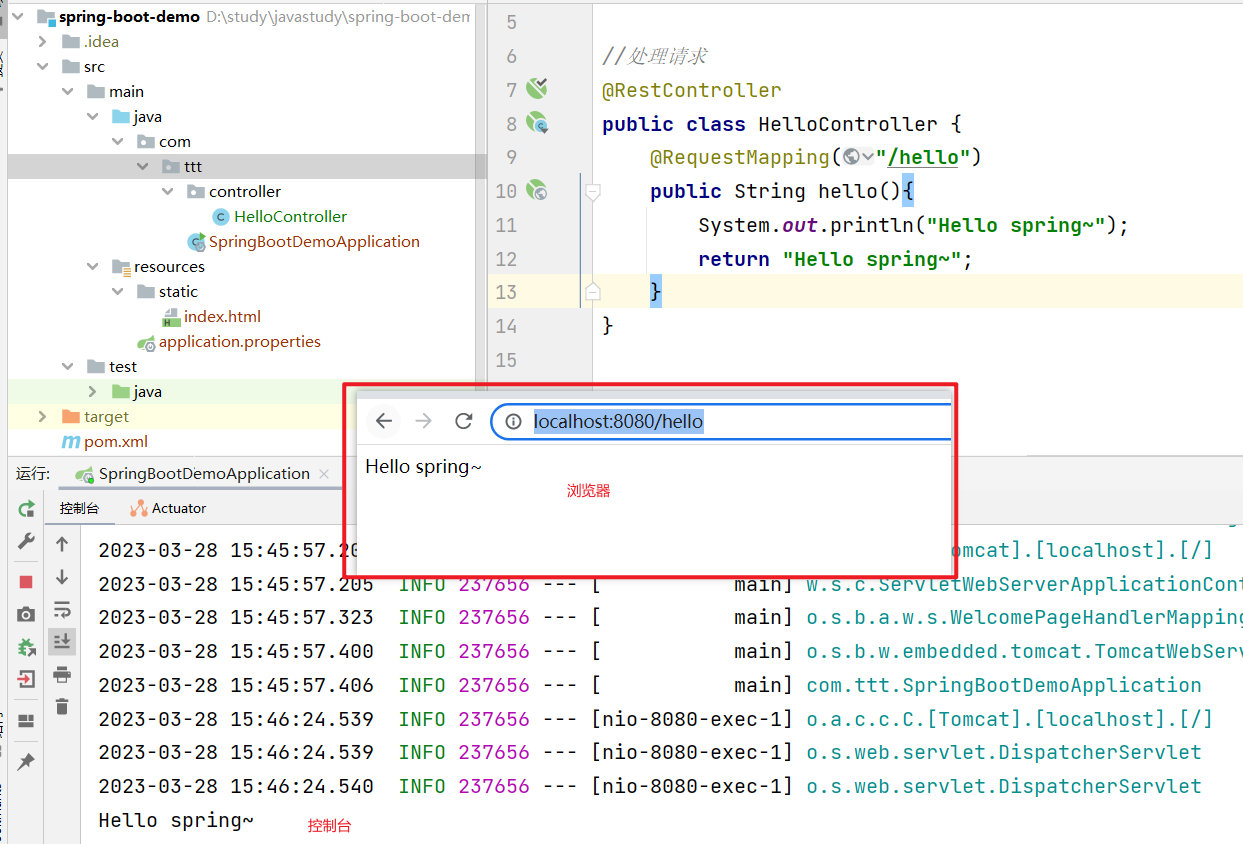 spring-boot-demo D:\study\javastudy\spring-boot-dem
.idea
src
main
java
com
ttt
controller
HelloController
SpringBootDemoApplication
resources
static
index.html
application.properties
test
java
target
pom.xml
5
6 //处理请求
7 @RestController
8 public class HelloController {
9 @RequestMapping("/hello")
10 public String hello(){
11 System.out.println("Hello spring~");
12 return "Hello spring~";
13 }
14 }
15
localhost:8080/hello
Hello spring~
浏览器
运行: SpringBootDemoApplication
控制台 Actuator
2023-03-28 15:45:57.20 omcat].[localhost].[/]
2023-03-28 15:45:57.205 INFO 237656 --- [ main] w.s.c.ServletWebServerApplicationCont
2023-03-28 15:45:57.323 INFO 237656 --- [ main] o.s.b.a.w.s.WelcomePageHandlerMapping
2023-03-28 15:45:57.400 INFO 237656 --- [ main] o.s.b.w.embedded.tomcat.TomcatWebServ
2023-03-28 15:45:57.406 INFO 237656 --- [ main] com.ttt.SpringBootDemoApplication
2023-03-28 15:46:24.539 INFO 237656 --- [nio-8080-exec-1] o.a.c.c.C.[Tomcat].[localhost].[/]
2023-03-28 15:46:24.539 INFO 237656 --- [nio-8080-exec-1] o.s.web.servlet.DispatcherServlet
2023-03-28 15:46:24.540 INFO 237656 --- [nio-8080-exec-1] o.s.web.servlet.DispatcherServlet
Hello spring~ 控制台